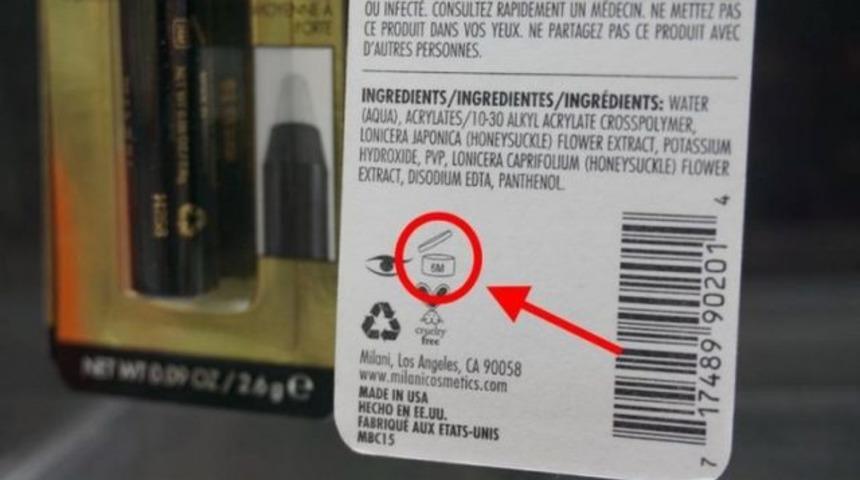 MOYENNE À
FORTE
NET WT 0.09 OZ / 2.6 g ℮
OU INFECTÉ. CONSULTEZ RAPIDEMENT UN MÉDECIN. NE METTEZ PAS
CE PRODUIT DANS VOS YEUX. NE PARTAGEZ PAS CE PRODUIT AVEC
D'AUTRES PERSONNES.
INGREDIENTS/INGREDIENTES/INGRÉDIENTS: WATER
(AQUA), ACRYLATES/10-30 ALKYL ACRYLATE CROSSPOLYMER,
LONICERA JAPONICA (HONEYSUCKLE) FLOWER EXTRACT, POTASSIUM
HYDROXIDE, PVP, LONICERA CAPRIFOLIUM (HONEYSUCKLE) FLOWER
EXTRACT, DISODIUM EDTA, PANTHENOL.
6M
cruelty
free
Milani, Los Angeles, CA 90058
www.milanicosmetics.com
MADE IN USA
HECHO EN EE.UU.
FABRIQUÉ AUX ETATS-UNIS
MBC15
7 17489 90201 4